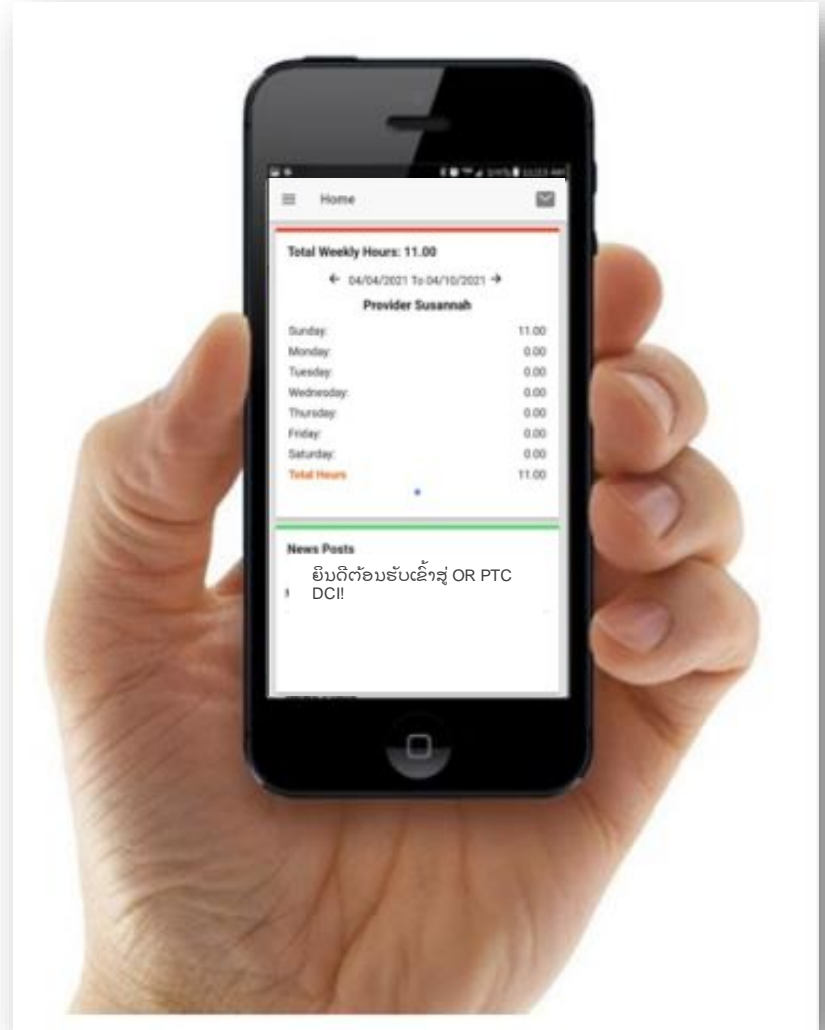 Home
Total Weekly Hours: 11.00
← 04/04/2021 To 04/10/2021 →
Provider Susannah
Sunday: 11.00
Monday: 0.00
Tuesday: 0.00
Wednesday: 0.00
Thursday: 0.00
Friday: 0.00
Saturday: 0.00
Total Hours 11.00
News Posts
ຍິນດີຕ້ອນຮັບເຂົ້າສູ່ OR PTC
DCI!